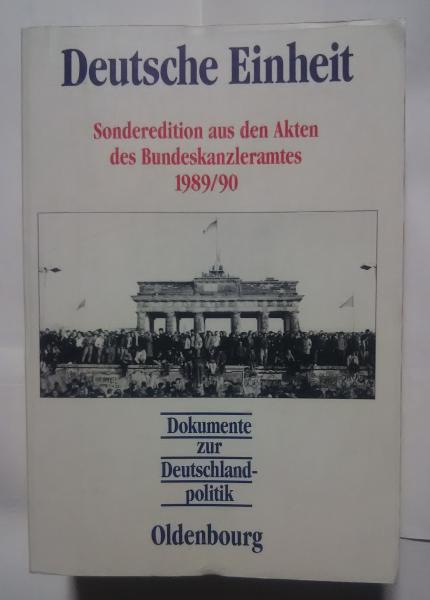 Deutsche Einheit
Sonderedition aus den Akten
des Bundeskanzleramtes
1989/90
Dokumente
zur
Deutschland-
politik
Oldenbourg